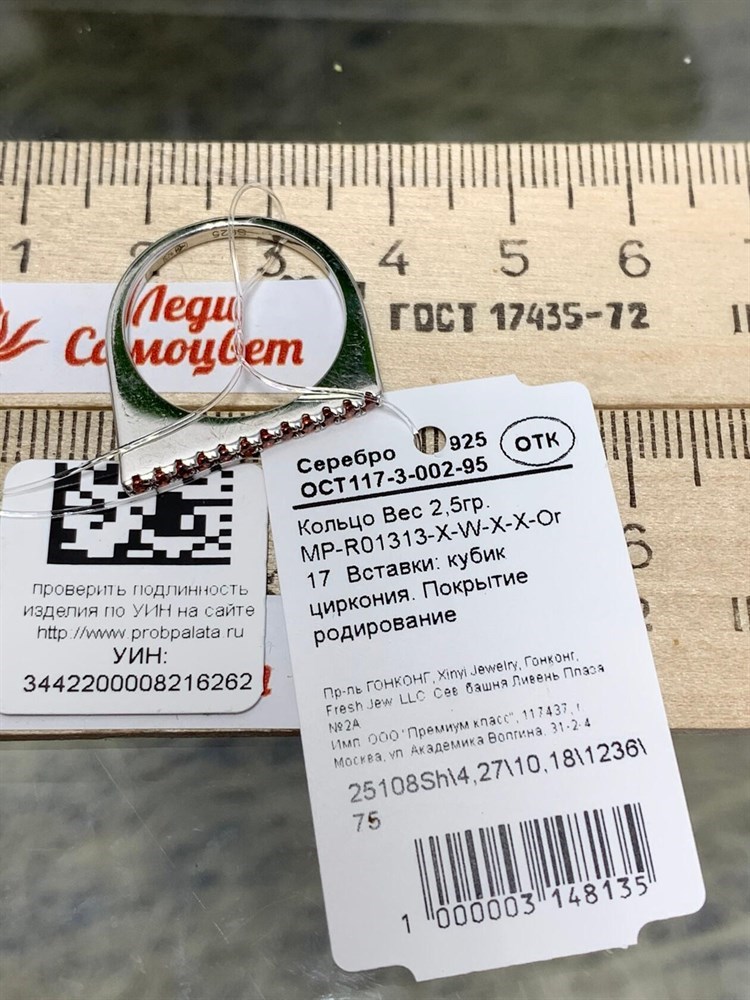 1 2 3 4 5 6
Леди
Самоцвет
ГОСТ 17435-72
Серебро 925
ОТК
ОСТ117-3-002-95
Кольцо Вес 2,5гр.
MP-R01313-X-W-X-X-Or
17 Вставки: кубик
циркония. Покрытие
родирование
Пр-ль ГОНКОНГ, Xinyi Jewelry, Гонконг,
Fresh Jew. LLC Сев. башня Ливень Плаза
№2А
Имп. ООО "Премиум класс", 117437, г.
Москва, ул. Академика Волгина, 31-2-4
25108Sh\4,27\10,18\1236\
75
1 000003 148135
проверить подлинность
изделия по УИН на сайте
http://www.probpalata.ru
УИН:
3442200008216262
6